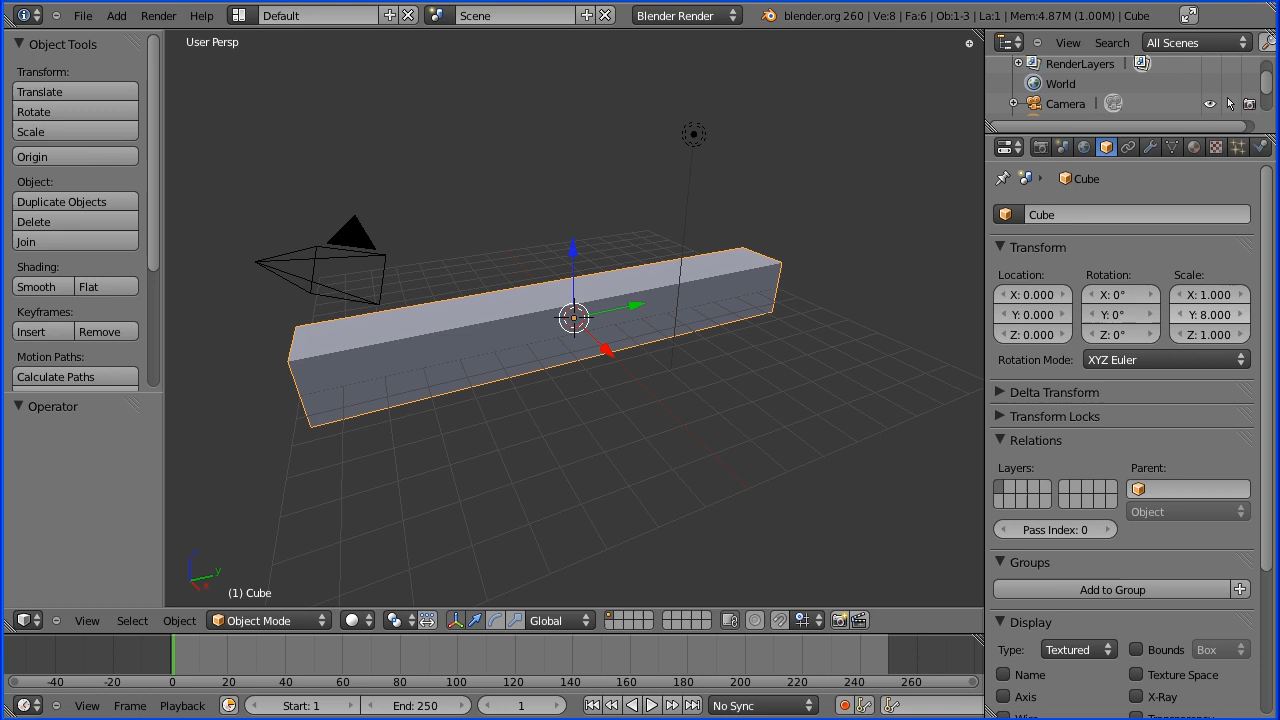 File Add Render Help Default Scene Blender Render blender.org 260 | Ve:8 | Fa:6 | Ob:1-3 | La:1 | Mem:4.87M (1.00M) | Cube
Object Tools
Transform:
Translate
Rotate
Scale
Origin
Object:
Duplicate Objects
Delete
Join
Shading:
Smooth Flat
Keyframes:
Insert Remove
Motion Paths:
Calculate Paths
Operator
User Persp
z
y
x
(1) Cube
View Search All Scenes
RenderLayers
World
Camera
Cube
Cube
Transform
Location: Rotation: Scale:
X: 0.000 X: 0° X: 1.000
Y: 0.000 Y: 0° Y: 8.000
Z: 0.000 Z: 0° Z: 1.000
Rotation Mode: XYZ Euler
Delta Transform
Transform Locks
Relations
Layers: Parent:
Object
Pass Index: 0
Groups
Add to Group
Display
Type: Textured Bounds Box
Name Texture Space
Axis X-Ray
View Select Object Object Mode Global
-40 -20 0 20 40 60 80 100 120 140 160 180 200 220 240 260
View Frame Playback Start: 1 End: 250 1 No Sync